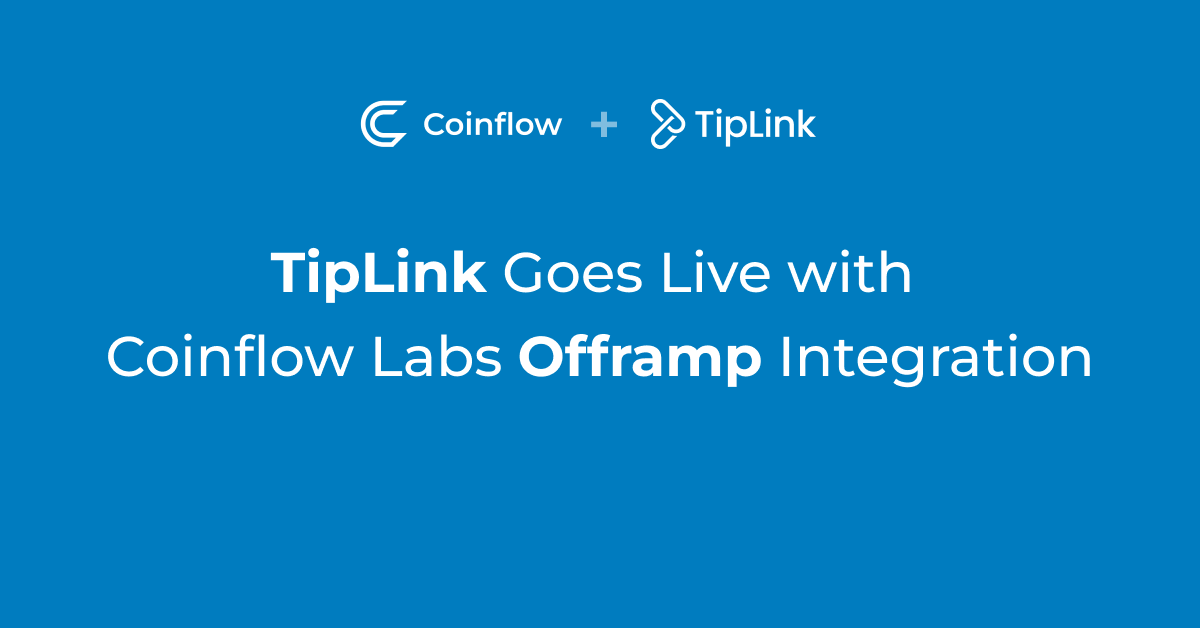 Coinflow + TipLink
TipLink Goes Live with
Coinflow Labs Offramp Integration